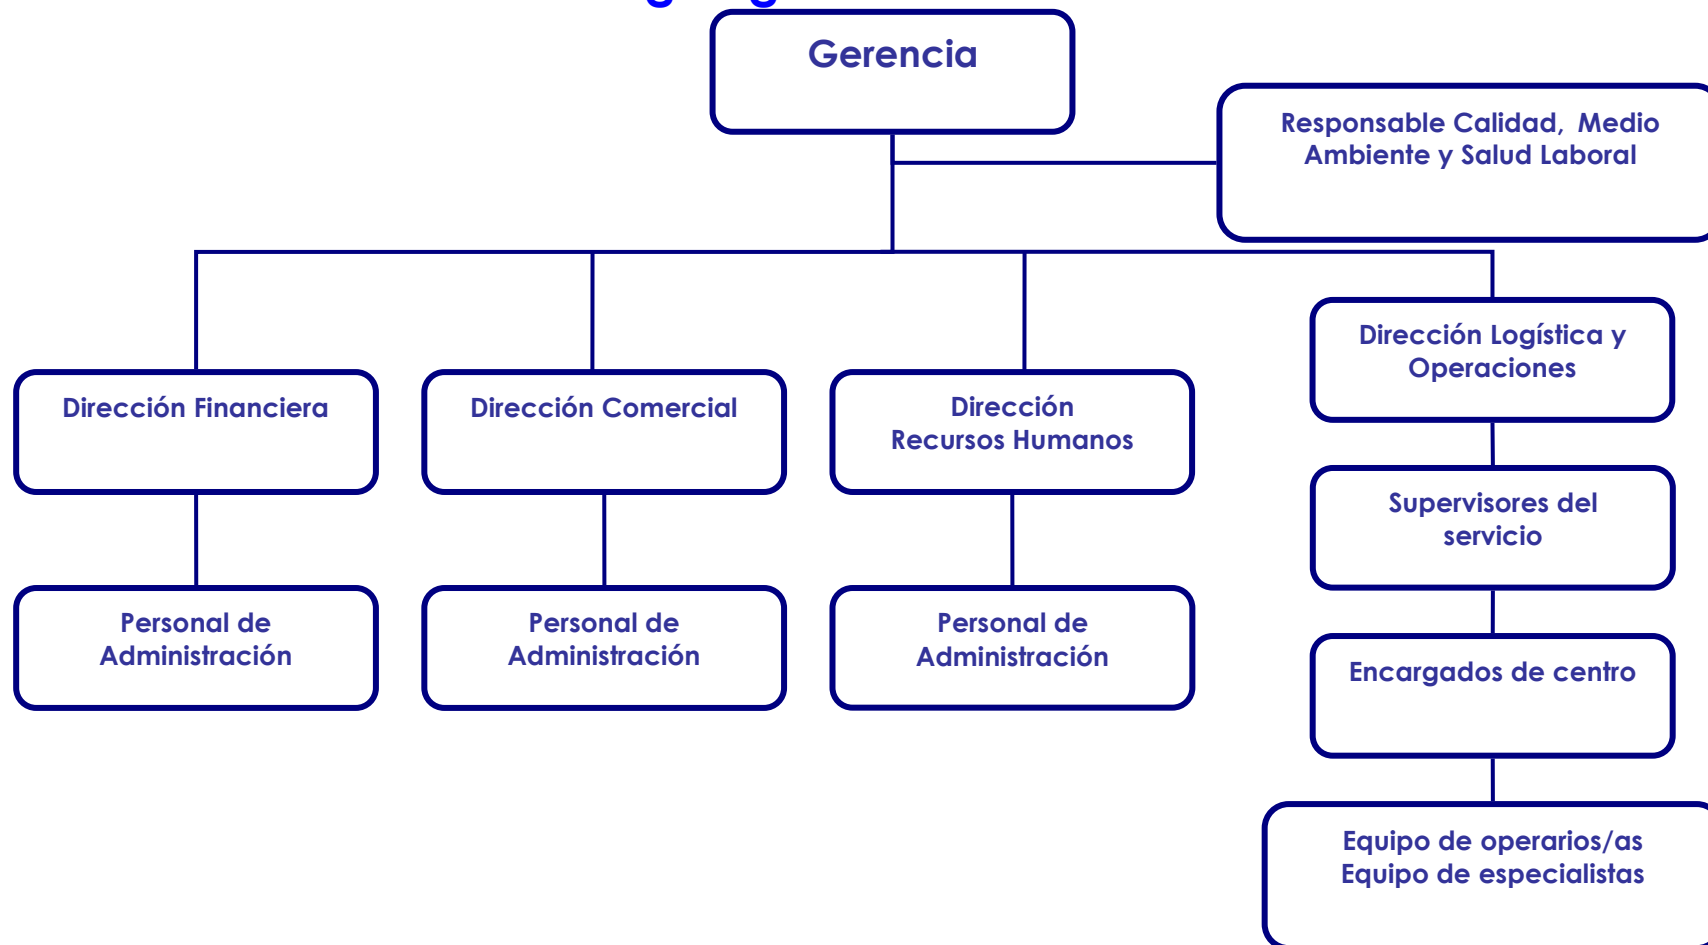 Gerencia
Responsable Calidad, Medio
Ambiente y Salud Laboral
Dirección Logística y
Operaciones
Dirección Financiera
Dirección Comercial
Dirección
Recursos Humanos
Supervisores del
servicio
Personal de
Administración
Personal de
Administración
Personal de
Administración
Encargados de centro
Equipo de operarios/as
Equipo de especialistas